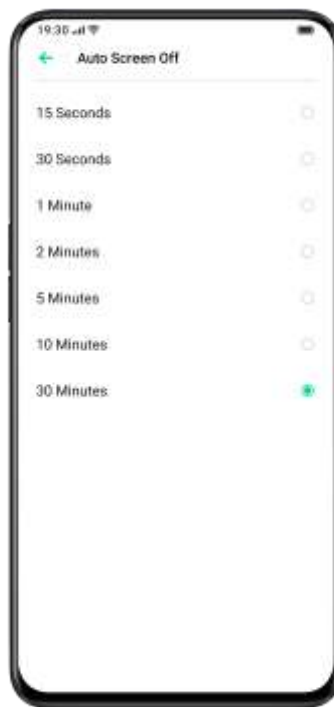 19:30
Auto Screen Off
15 Seconds
30 Seconds
1 Minute
2 Minutes
5 Minutes
10 Minutes
30 Minutes